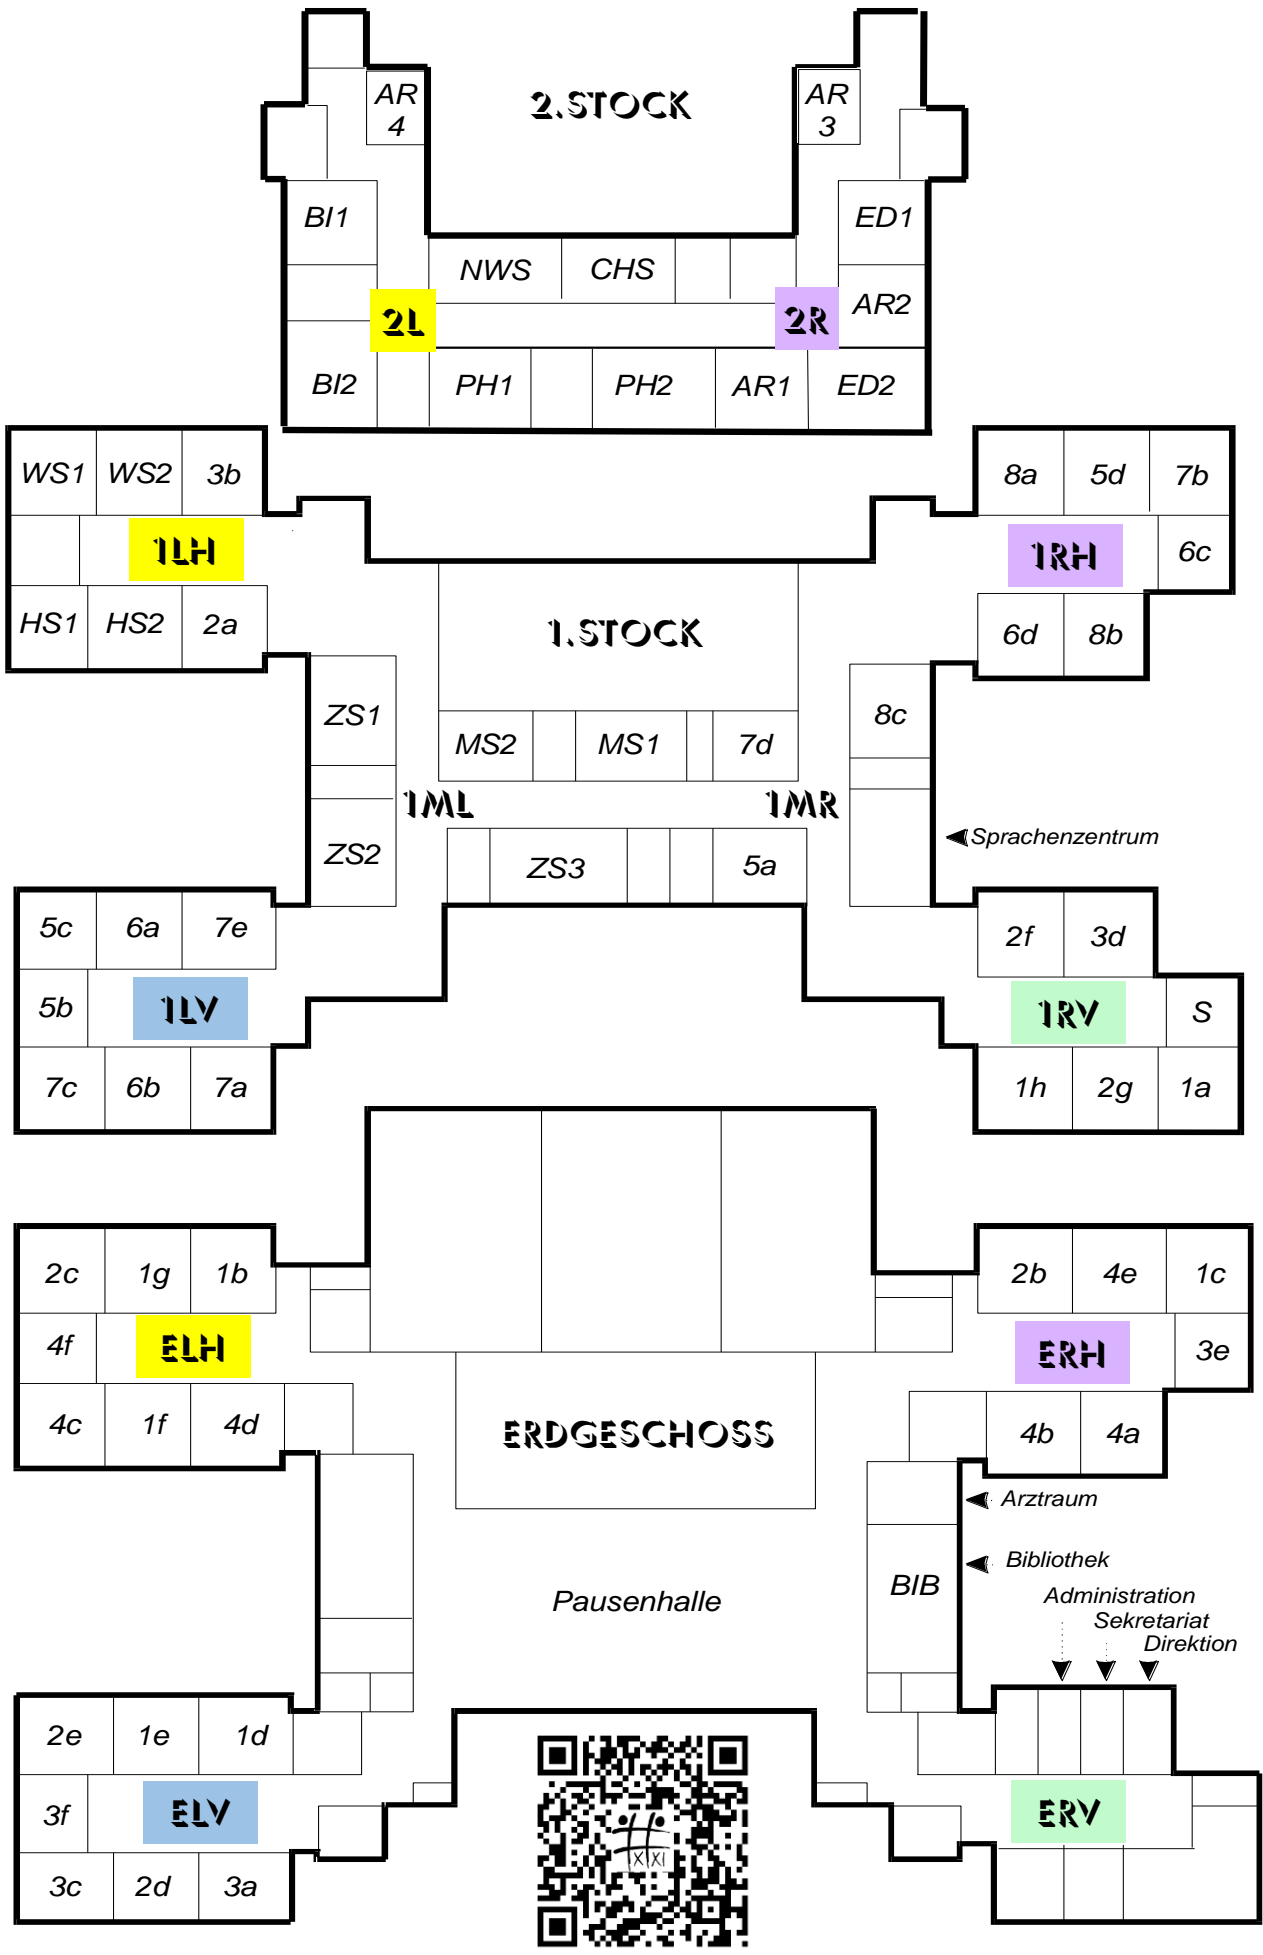 AR
4
2.STOCK
AR
3
BI1
ED1
NWS
CHS
2L
2R
AR2
BI2
PH1
PH2
AR1
ED2
WS1
WS2
3b
8a
5d
7b
1LH
1RH
6c
HS1
HS2
2a
1.STOCK
6d
8b
ZS1
MS2
MS1
7d
8c
1ML
1MR
Sprachenzentrum
ZS2
ZS3
5a
5c
6a
7e
2f
3d
5b
1LV
1RV
S
7c
6b
7a
1h
2g
1a
2c
1g
1b
2b
4e
1c
4f
ELH
ERH
3e
4c
1f
4d
ERDGESCHOSS
4b
4a
Arztraum
Bibliothek
BIB
Pausenhalle
Administration
Sekretariat
Direktion
2e
1e
1d
3f
ELV
ERV
XXI
3c
2d
3a